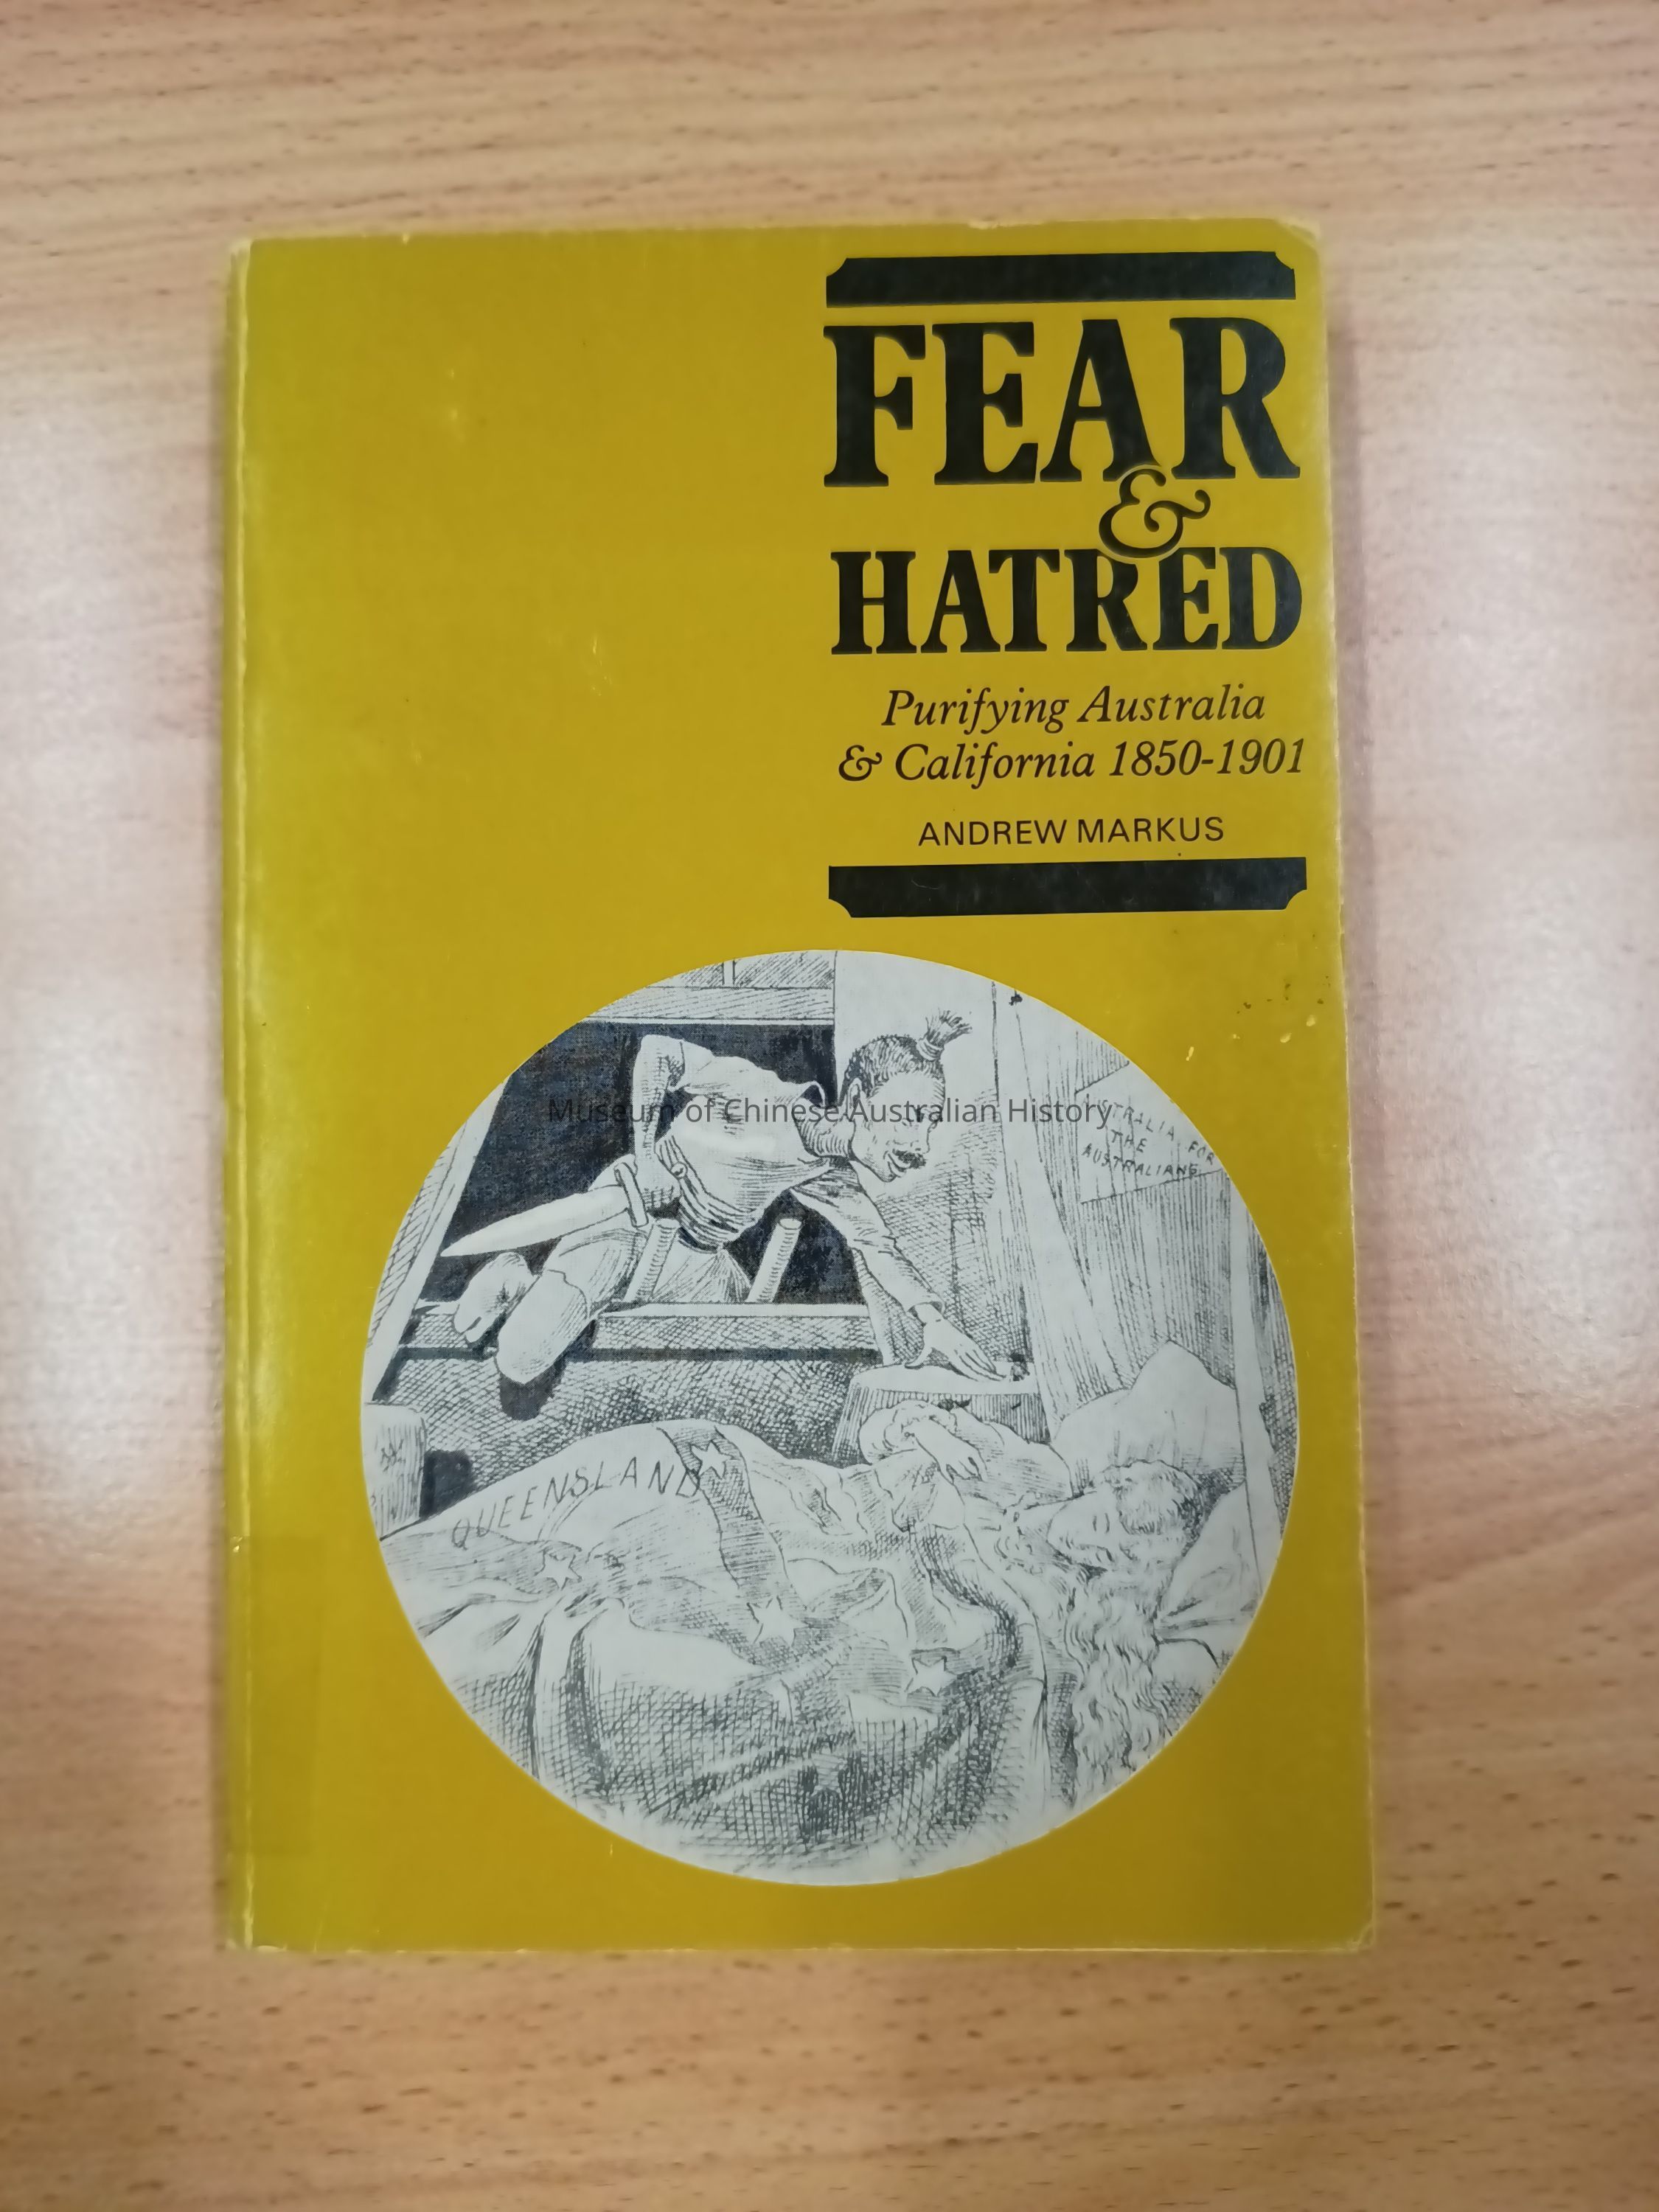 FEAR
&
HATRED
Purifying Australia
& California 1850-1901
ANDREW MARKUS
Museum of Chinese Australian History
AUSTRALIA FOR
THE
AUSTRALIANS
QUEENSLAND